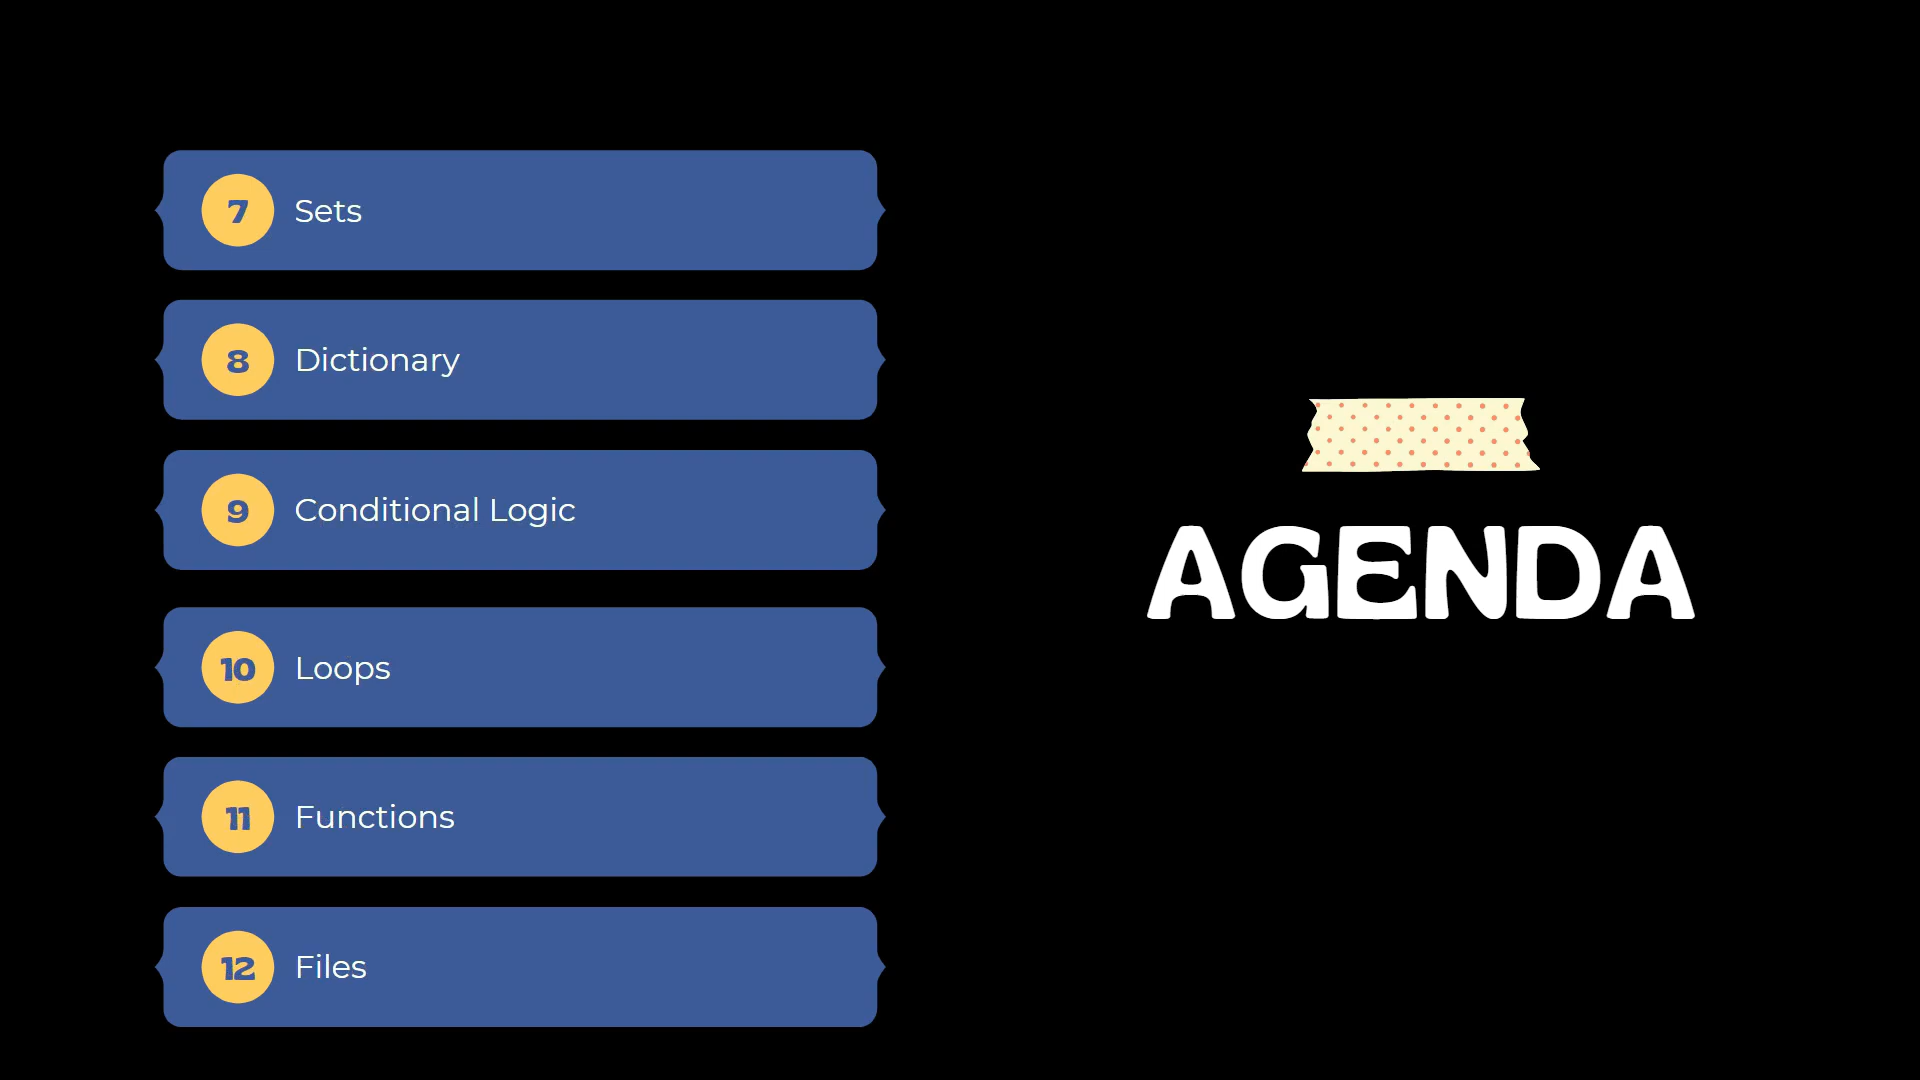 7 Sets
8 Dictionary
9 Conditional Logic
10 Loops
11 Functions
12 Files
AGENDA